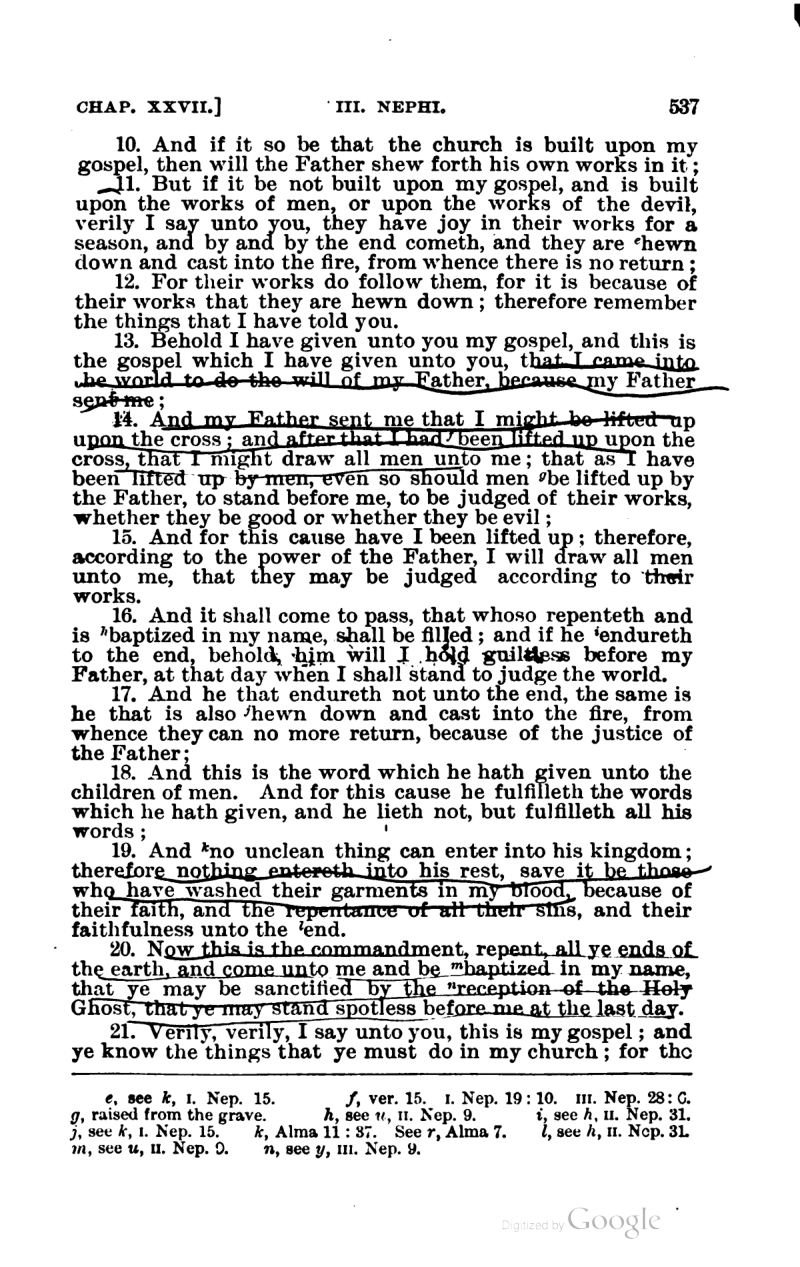 CHAP. XXVII.] III. NEPHI. 537
10. And if it so be that the church is built upon my
gospel, then will the Father shew forth his own works in it;
11. But if it be not built upon my gospel, and is built
upon the works of men, or upon the works of the devil,
verily I say unto you, they have joy in their works for a
season, and by and by the end cometh, and they are ᵉhewn
down and cast into the fire, from whence there is no return;
12. For their works do follow them, for it is because of
their works that they are hewn down; therefore remember
the things that I have told you.
13. Behold I have given unto you my gospel, and this is
the gospel which I have given unto you, that I came into
the world to do the will of my Father, because my Father
sent me;
14. And my Father sent me that I might be lifted up
upon the cross; and after that I had ᶠbeen lifted up upon the
cross, that I might draw all men unto me; that as I have
been lifted up by men, even so should men ᵍbe lifted up by
the Father, to stand before me, to be judged of their works,
whether they be good or whether they be evil;
15. And for this cause have I been lifted up; therefore,
according to the power of the Father, I will draw all men
unto me, that they may be judged according to their
works.
16. And it shall come to pass, that whoso repenteth and
is ʰbaptized in my name, shall be filled; and if he ⁱendureth
to the end, behold, him will I hold guiltless before my
Father, at that day when I shall stand to judge the world.
17. And he that endureth not unto the end, the same is
he that is also ʲhewn down and cast into the fire, from
whence they can no more return, because of the justice of
the Father;
18. And this is the word which he hath given unto the
children of men. And for this cause he fulfilleth the words
which he hath given, and he lieth not, but fulfilleth all his
words;
19. And ᵏno unclean thing can enter into his kingdom;
therefore nothing entereth into his rest, save it be those
who have washed their garments in my blood, because of
their faith, and the repentance of all their sins, and their
faithfulness unto the ˡend.
20. Now this is the commandment, repent, all ye ends of
the earth, and come unto me and be ᵐbaptized in my name,
that ye may be sanctified by the ⁿreception of the Holy
Ghost, that ye may stand spotless before me at the last day.
21. Verily, verily, I say unto you, this is my gospel; and
ye know the things that ye must do in my church; for the
e, see k, I. Nep. 15. f, ver. 15. I. Nep. 19:10. III. Nep. 28:6.
g, raised from the grave. h, see u, II. Nep. 9. i, see h, II. Nep. 31.
j, see k, I. Nep. 15. k, Alma 11:37. See r, Alma 7. l, see h, II. Nep. 31.
m, see u, II. Nep. 9. n, see y, III. Nep. 9.
Digitized by Google